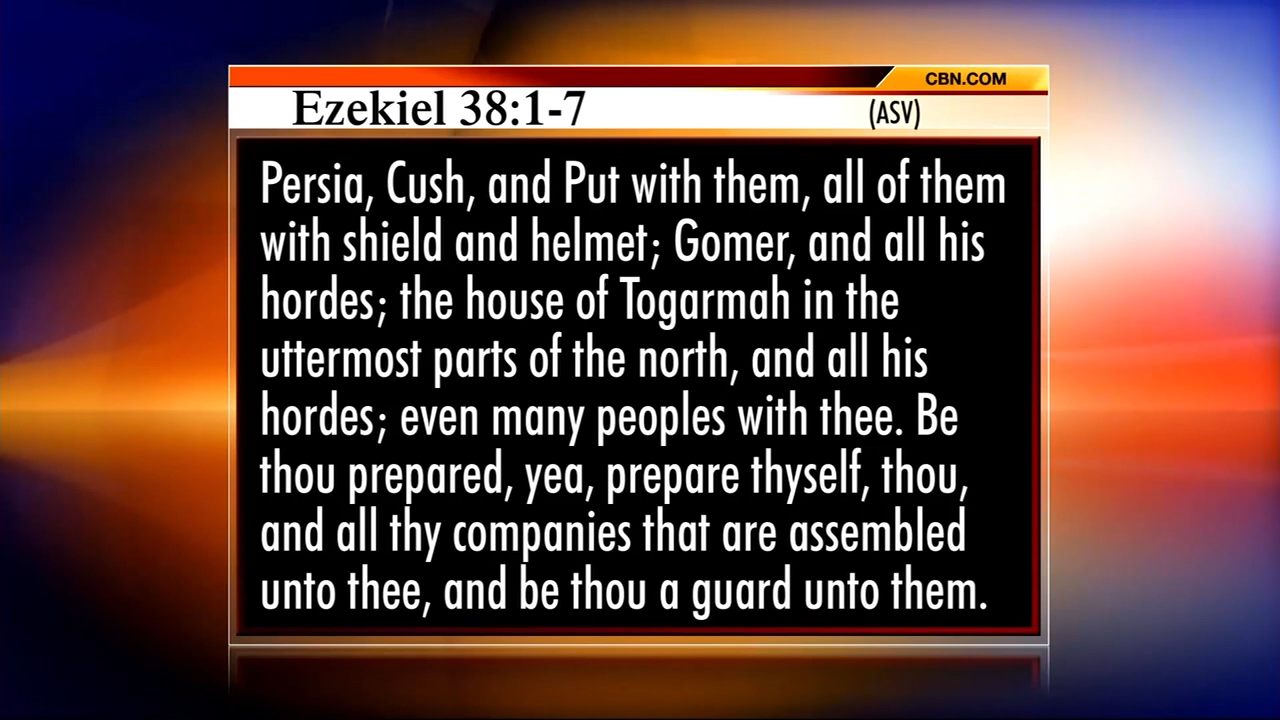 CBN.COM
Ezekiel 38:1-7 (ASV)
Persia, Cush, and Put with them, all of them
with shield and helmet; Gomer, and all his
hordes; the house of Togarmah in the
uttermost parts of the north, and all his
hordes; even many peoples with thee. Be
thou prepared, yea, prepare thyself, thou,
and all thy companies that are assembled
unto thee, and be thou a guard unto them.